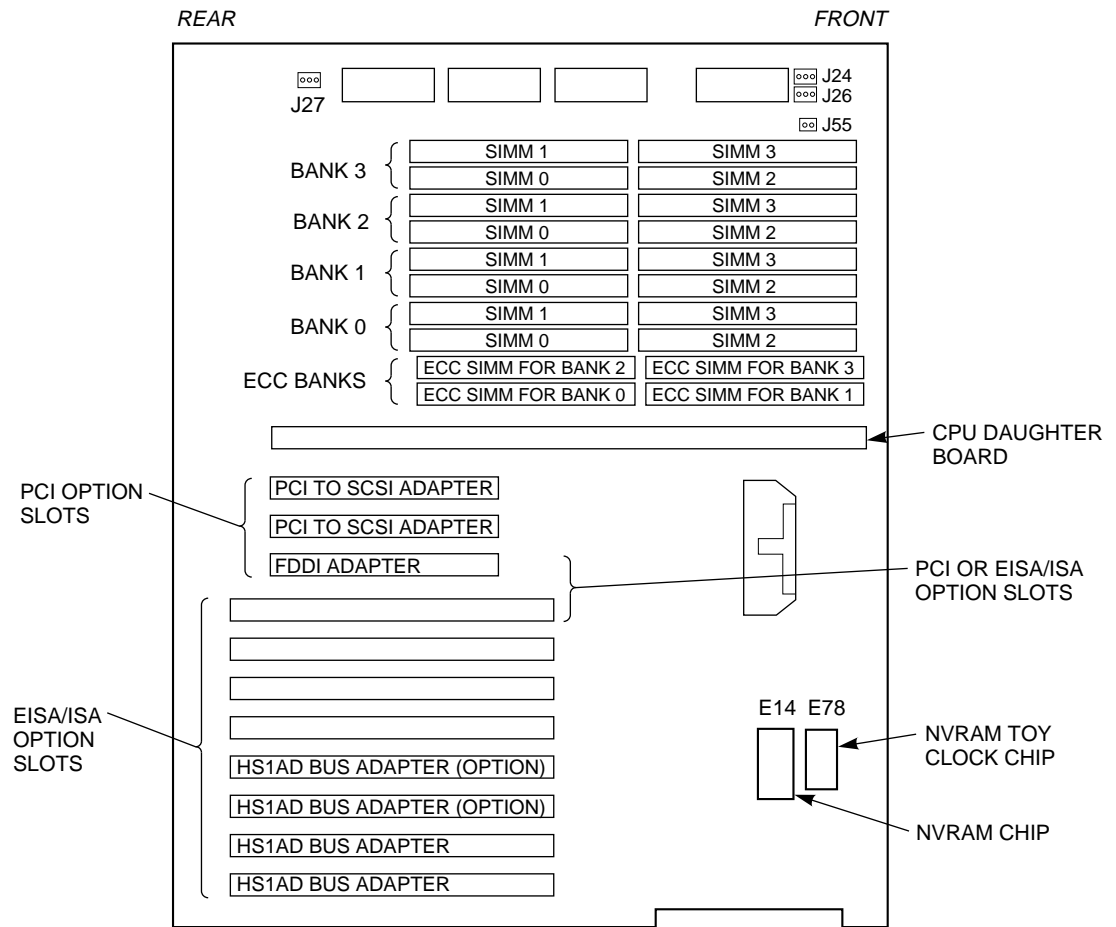 REAR
FRONT
J27
J24
J26
J55
BANK 3
SIMM 1
SIMM 3
SIMM 0
SIMM 2
BANK 2
SIMM 1
SIMM 3
SIMM 0
SIMM 2
BANK 1
SIMM 1
SIMM 3
SIMM 0
SIMM 2
BANK 0
SIMM 1
SIMM 3
SIMM 0
SIMM 2
ECC BANKS
ECC SIMM FOR BANK 2
ECC SIMM FOR BANK 3
ECC SIMM FOR BANK 0
ECC SIMM FOR BANK 1
CPU DAUGHTER
BOARD
PCI OPTION
SLOTS
PCI TO SCSI ADAPTER
PCI TO SCSI ADAPTER
FDDI ADAPTER
PCI OR EISA/ISA
OPTION SLOTS
EISA/ISA
OPTION
SLOTS
HS1AD BUS ADAPTER (OPTION)
HS1AD BUS ADAPTER (OPTION)
HS1AD BUS ADAPTER
HS1AD BUS ADAPTER
E14
E78
NVRAM TOY
CLOCK CHIP
NVRAM CHIP